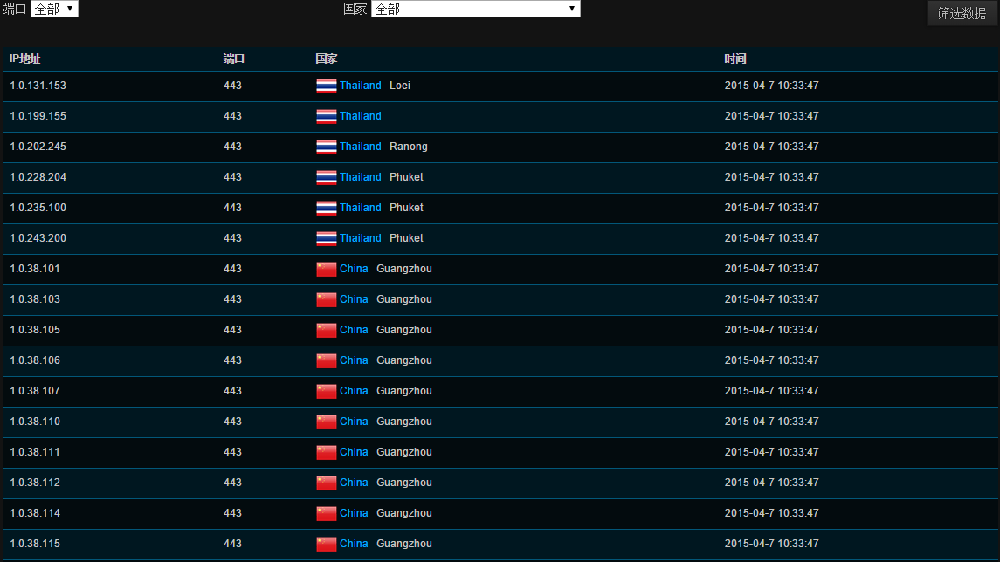 端口 全部 国家 全部 筛选数据
IP地址 端口 国家 时间
1.0.131.153 443 Thailand Loei 2015-04-7 10:33:47
1.0.199.155 443 Thailand 2015-04-7 10:33:47
1.0.202.245 443 Thailand Ranong 2015-04-7 10:33:47
1.0.228.204 443 Thailand Phuket 2015-04-7 10:33:47
1.0.235.100 443 Thailand Phuket 2015-04-7 10:33:47
1.0.243.200 443 Thailand Phuket 2015-04-7 10:33:47
1.0.38.101 443 China Guangzhou 2015-04-7 10:33:47
1.0.38.103 443 China Guangzhou 2015-04-7 10:33:47
1.0.38.105 443 China Guangzhou 2015-04-7 10:33:47
1.0.38.106 443 China Guangzhou 2015-04-7 10:33:47
1.0.38.107 443 China Guangzhou 2015-04-7 10:33:47
1.0.38.110 443 China Guangzhou 2015-04-7 10:33:47
1.0.38.111 443 China Guangzhou 2015-04-7 10:33:47
1.0.38.112 443 China Guangzhou 2015-04-7 10:33:47
1.0.38.114 443 China Guangzhou 2015-04-7 10:33:47
1.0.38.115 443 China Guangzhou 2015-04-7 10:33:47